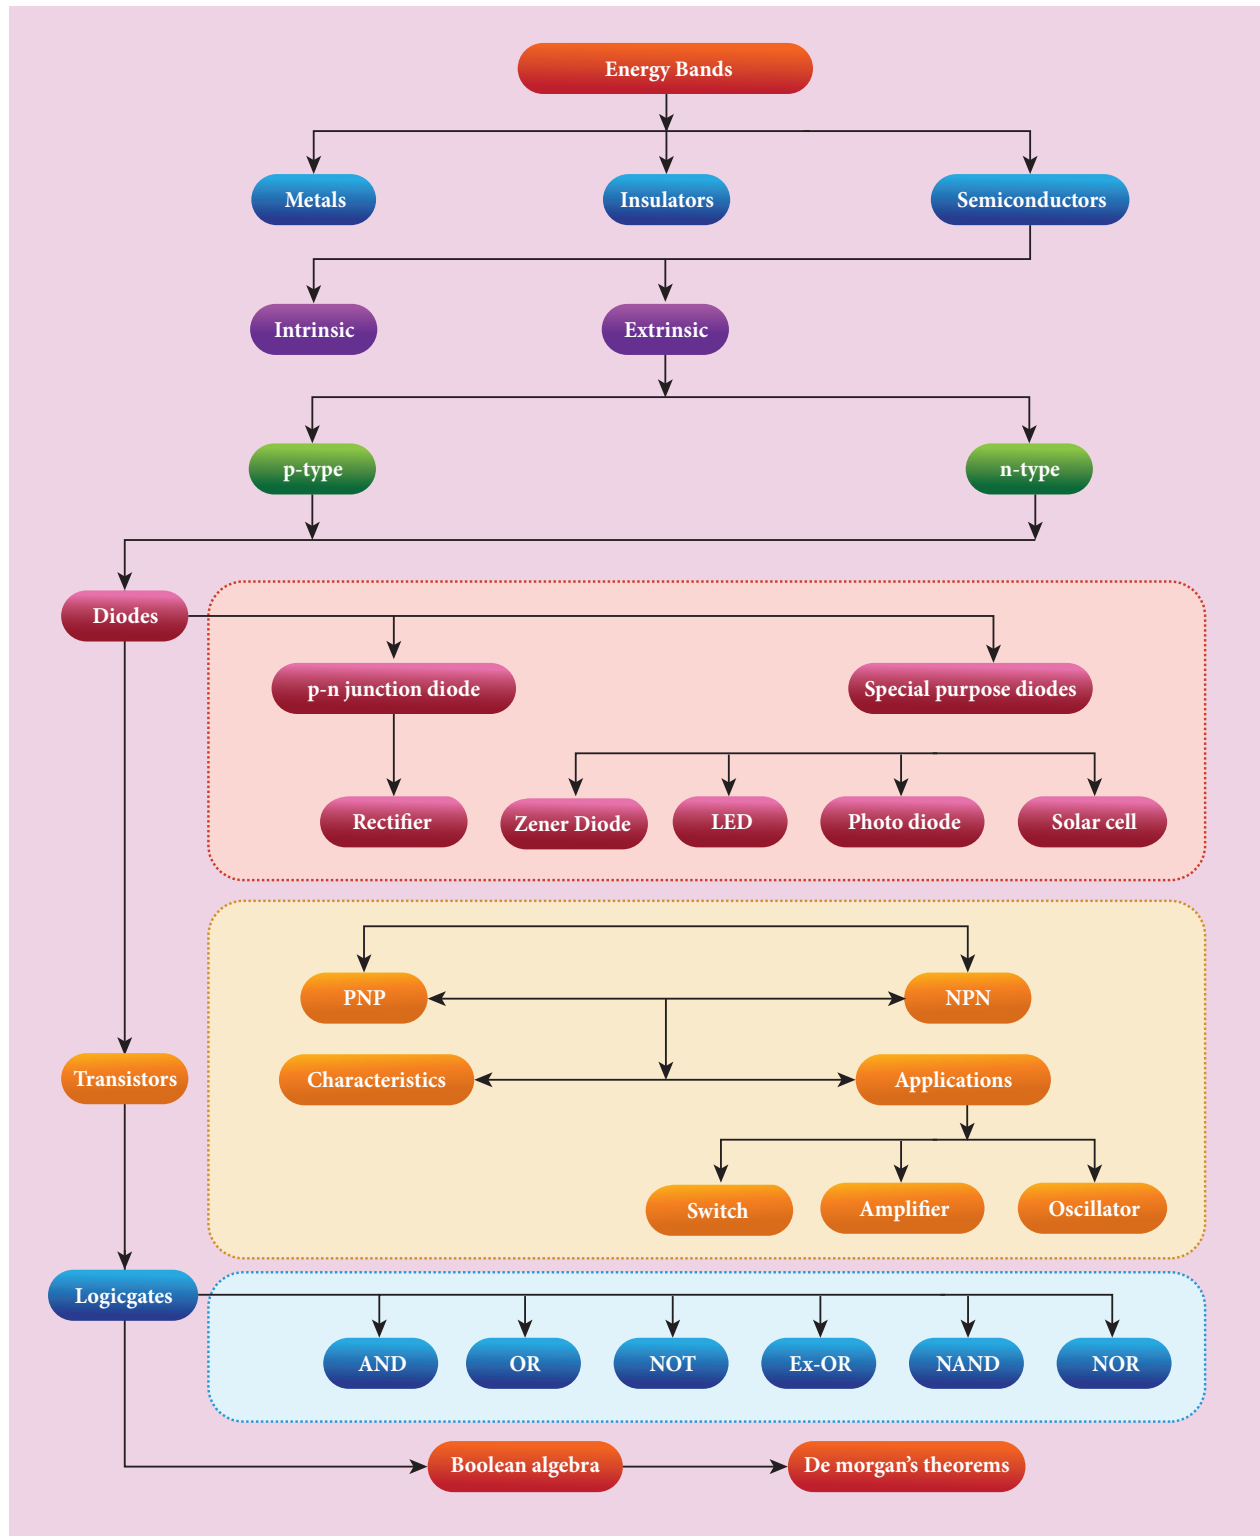 Energy Bands
Metals
Insulators
Semiconductors
Intrinsic
Extrinsic
p-type
n-type
Diodes
p-n junction diode
Special purpose diodes
Rectifier
Zener Diode
LED
Photo diode
Solar cell
PNP
NPN
Transistors
Characteristics
Applications
Switch
Amplifier
Oscillator
Logicgates
AND
OR
NOT
Ex-OR
NAND
NOR
Boolean algebra
De morgan's theorems